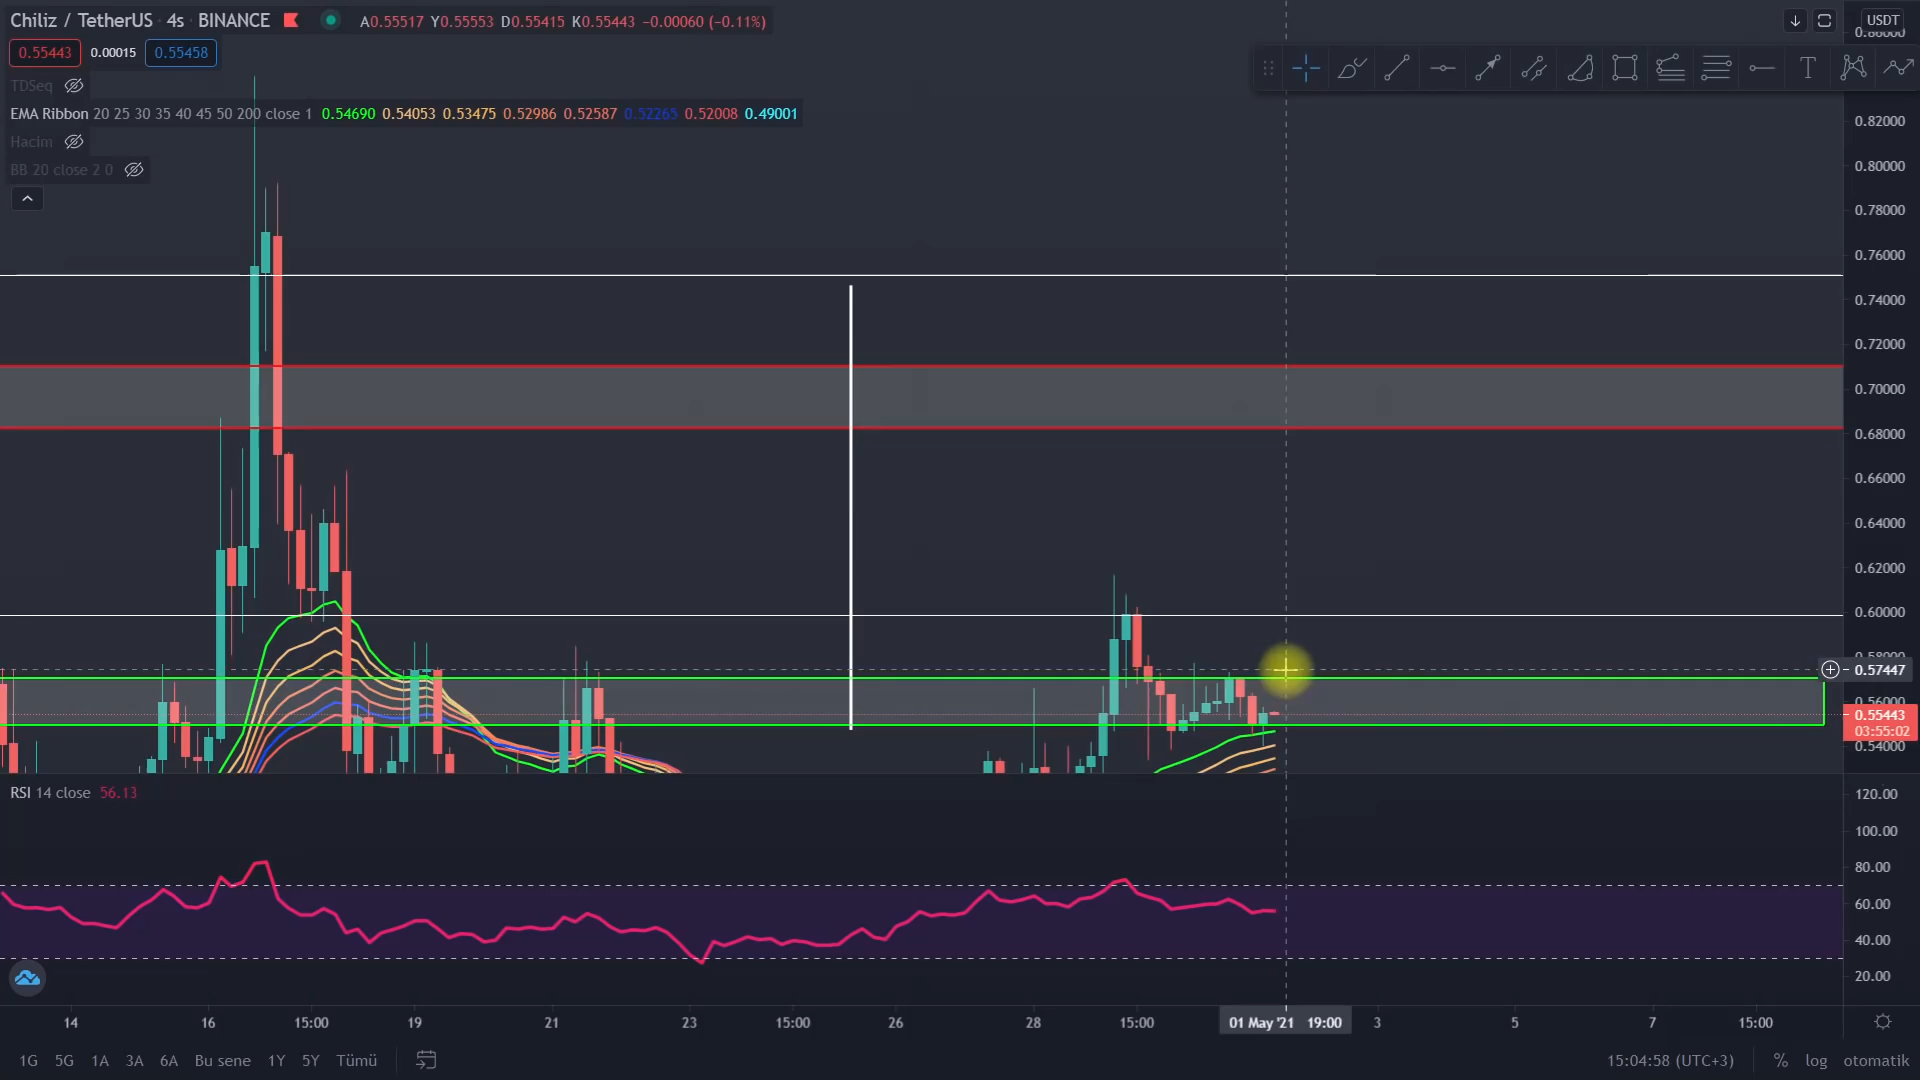 Chiliz / TetherUS · 4s · BINANCE A0.55517 Y0.55553 D0.55415 K0.55443 −0.00060 (−0.11%)
USDT
0.55443 0.00015 0.55458
TDSeq
EMA Ribbon 20 25 30 35 40 45 50 200 close 1 0.54690 0.54053 0.53475 0.52986 0.52587 0.52265 0.52008 0.49001
Hacim
BB 20 close 2 0
T
0.86000
0.82000
0.80000
0.78000
0.76000
0.74000
0.72000
0.70000
0.68000
0.66000
0.64000
0.62000
0.60000
0.58000
0.57447
0.56000
0.55443
03:55:02
0.54000
RSI 14 close 56.13
120.00
100.00
80.00
60.00
40.00
20.00
14 16 15:00 19 21 23 15:00 26 28 15:00 01 May '21 19:00 3 5 7 15:00
1G 5G 1A 3A 6A Bu sene 1Y 5Y Tümü 15:04:58 (UTC+3) % log otomatik